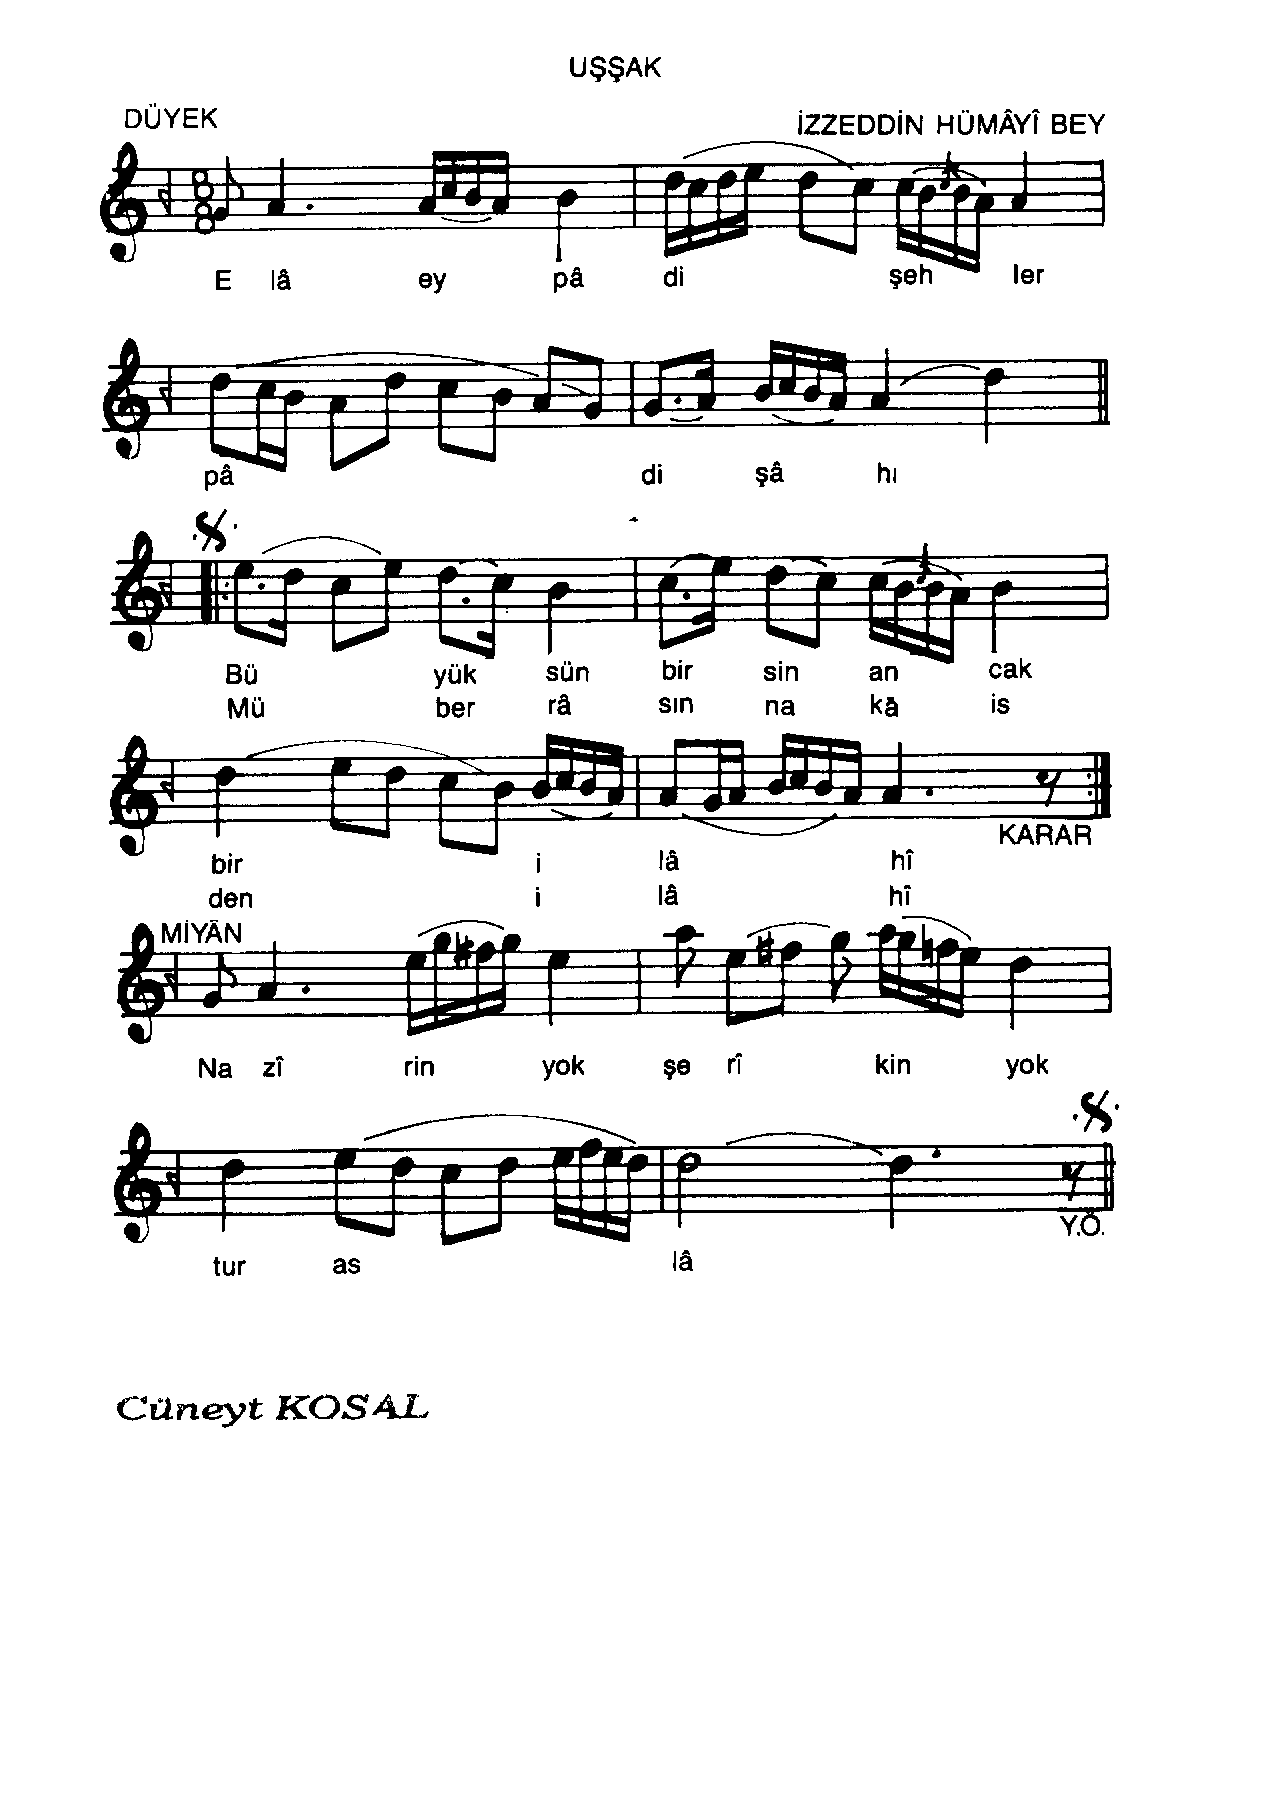 UŞŞAK
DÜYEK
İZZEDDİN HÜMÂYÎ BEY
E lâ ey pâ di şeh ler
pâ di şâ hı
Bü yük sün bir sin an cak
Mü ber râ sın na kā is
bir i lâ hî
KARAR
den i lâ hî
MİYÂN
Na zî rin yok şe rî kin yok
Y.Ö.
tur as lâ
Cüneyt KOSAL